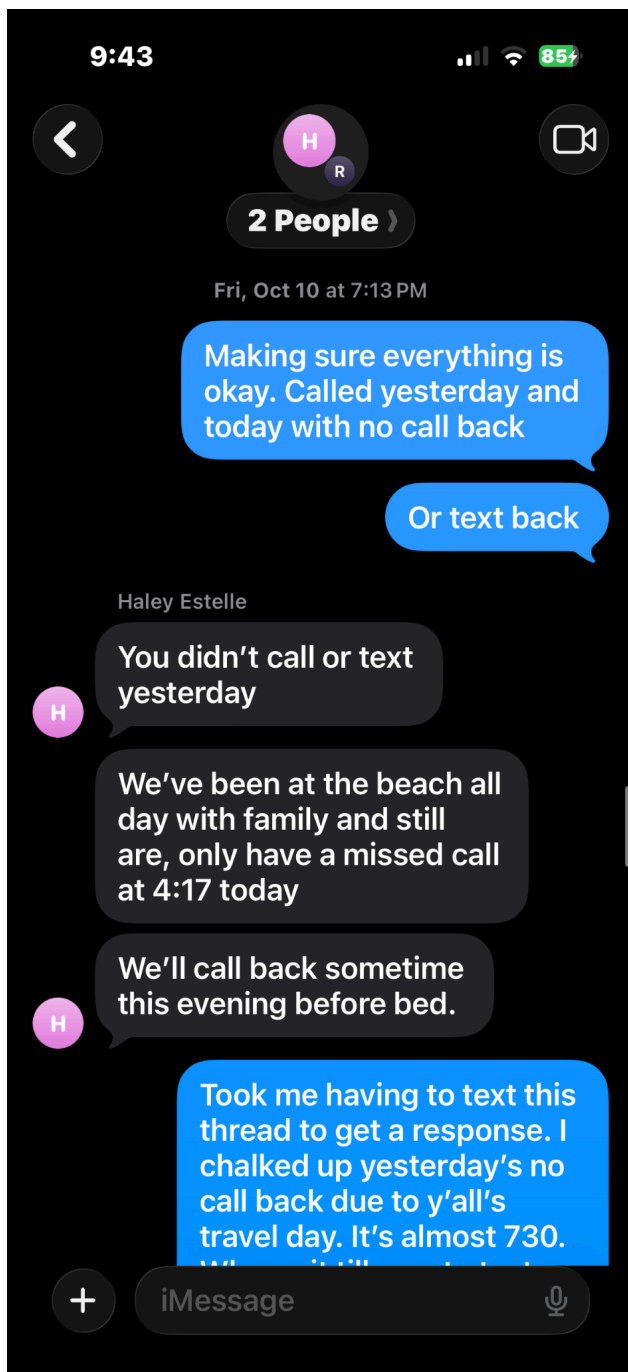 9:43
85
H
R
2 People
Fri, Oct 10 at 7:13 PM
Making sure everything is
okay. Called yesterday and
today with no call back
Or text back
Haley Estelle
You didn’t call or text
yesterday
H
We’ve been at the beach all
day with family and still
are, only have a missed call
at 4:17 today
We’ll call back sometime
this evening before bed.
H
Took me having to text this
thread to get a response. I
chalked up yesterday’s no
call back due to y’all’s
travel day. It’s almost 730.
iMessage